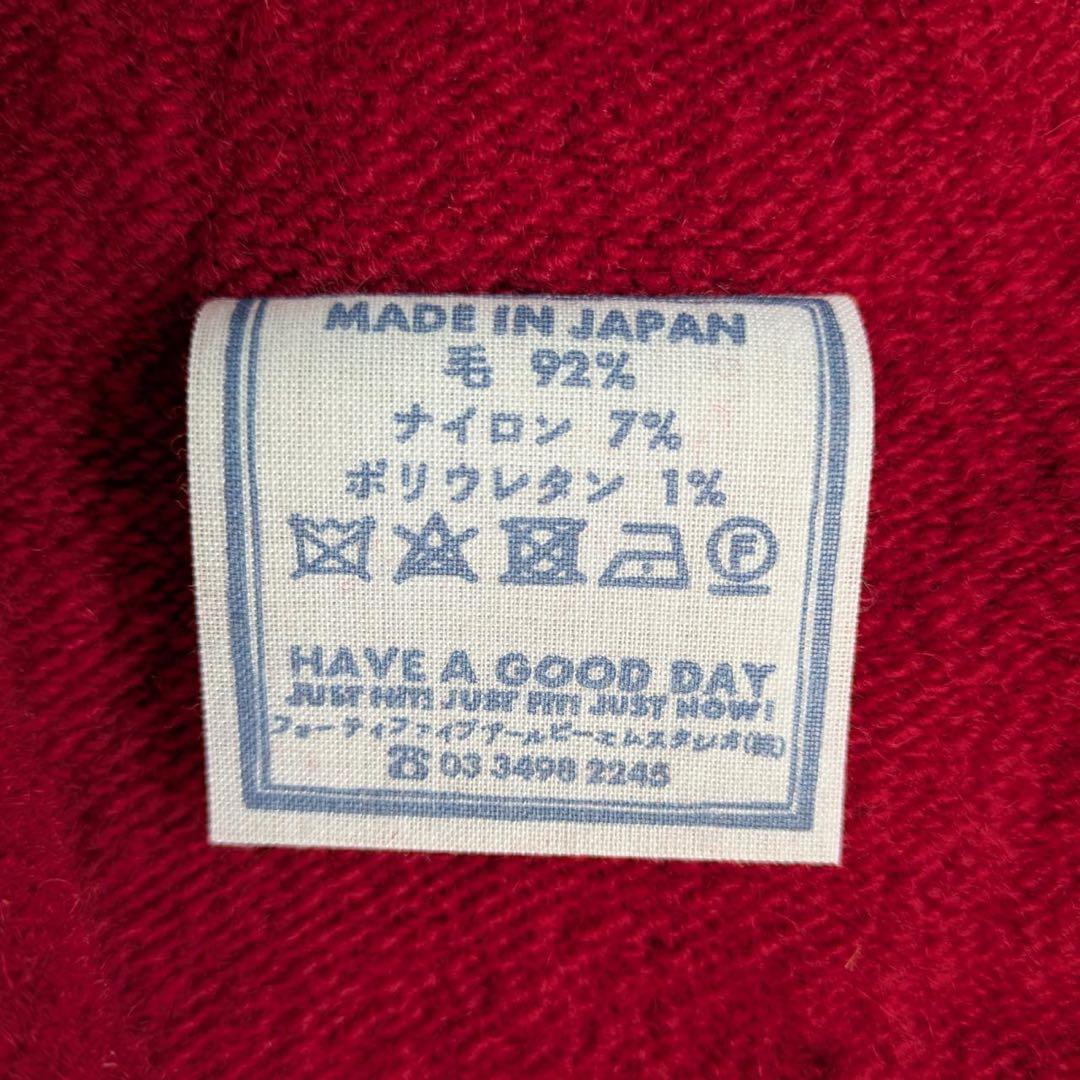 MADE IN JAPAN
毛 92%
ナイロン 7%
ポリウレタン 1%
F
HAVE A GOOD DAY
JUST HIT! JUST FIT! JUST NOW!
フォーティファイブアールピーエムスタジオ(株)
☎ 03 3498 2245